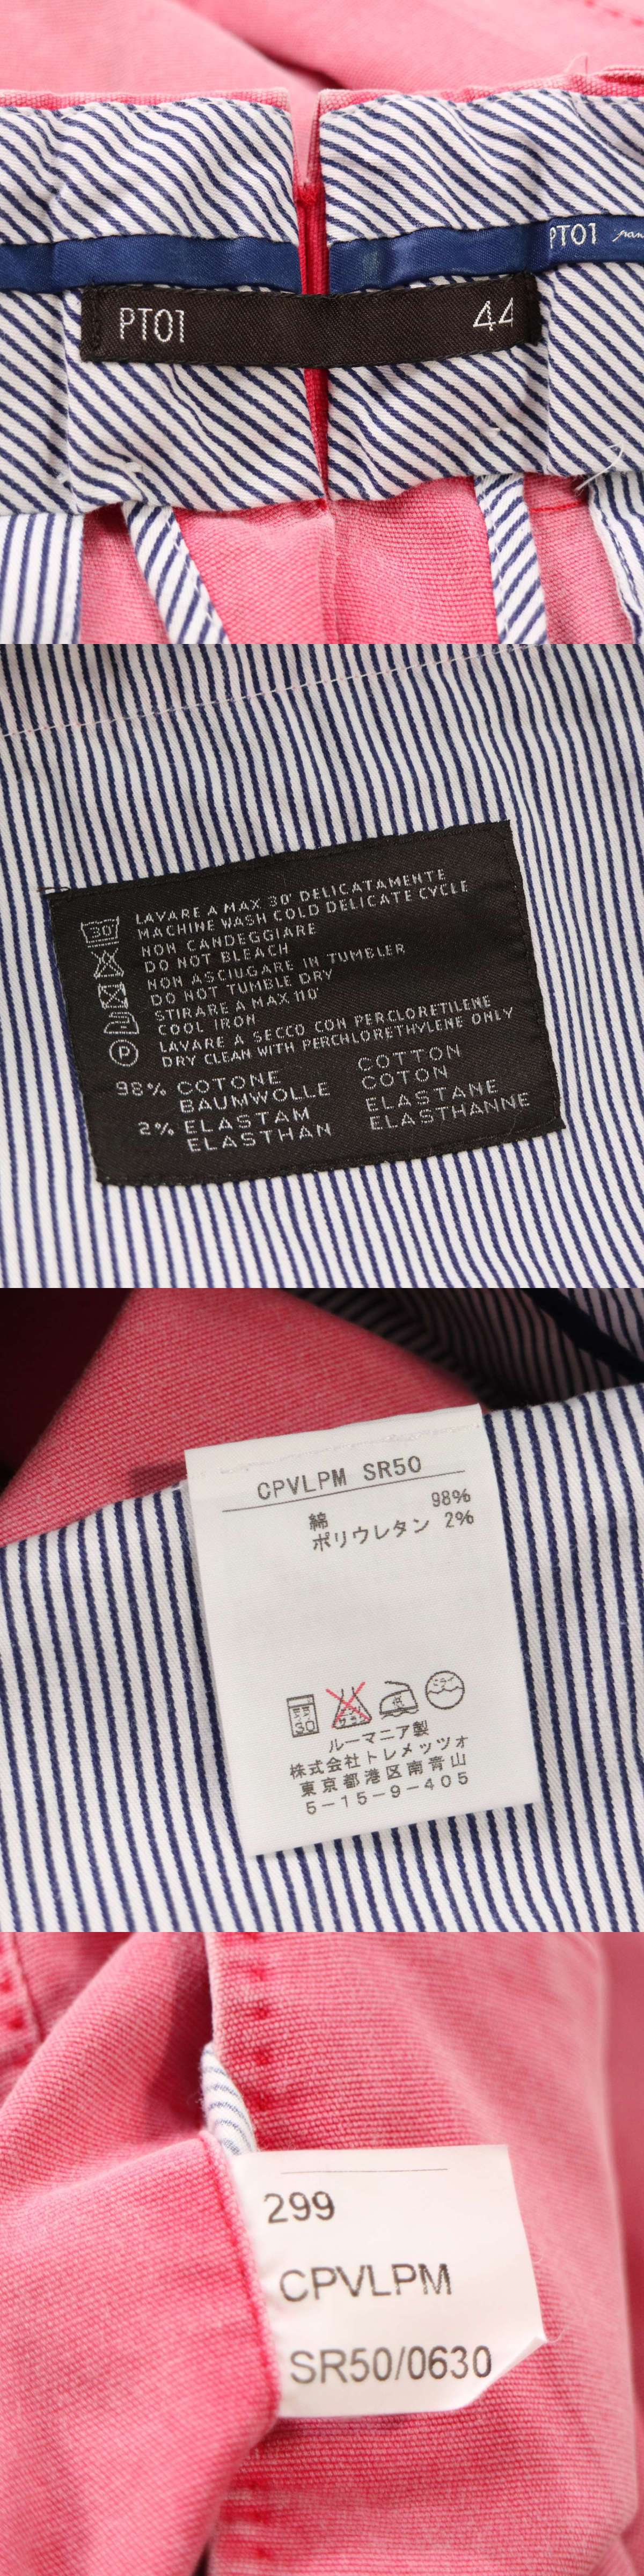 PT01
PT01
44
30°
LAVARE A MAX 30° DELICATAMENTE
MACHINE WASH COLD DELICATE CYCLE
NON CANDEGGIARE
DO NOT BLEACH
NON ASCIUGARE IN TUMBLER
DO NOT TUMBLE DRY
STIRARE A MAX 110°
COOL IRON
P
LAVARE A SECCO CON PERCLORETILENE
DRY CLEAN WITH PERCHLORETHYLENE ONLY
98% COTONE COTTON
BAUMWOLLE COTON
2% ELASTAM ELASTANE
ELASTHAN ELASTHANNE
CPVLPM SR50
綿 98%
ポリウレタン 2%
30
ルーマニア製
株式会社トレメッツォ
東京都港区南青山
5-15-9-405
299
CPVLPM
SR50/0630